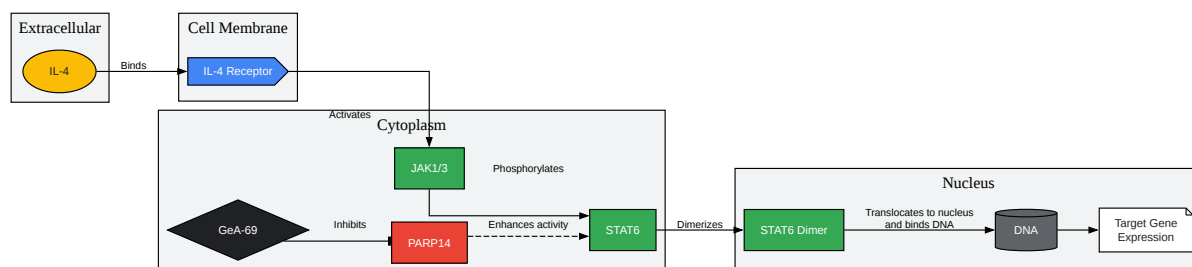 Extracellular
Cell Membrane
IL-4
Binds
IL-4 Receptor
Activates
Cytoplasm
JAK1/3
Phosphorylates
GeA-69
Inhibits
PARP14
Enhances activity
STAT6
Dimerizes
Nucleus
STAT6 Dimer
Translocates to nucleus
and binds DNA
DNA
Target Gene
Expression